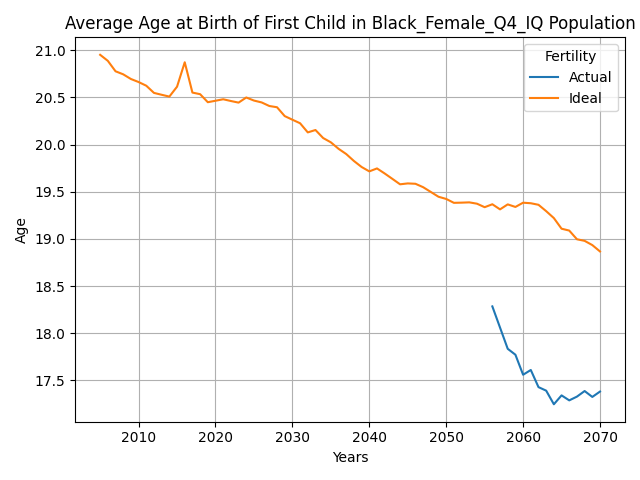 Average Age at Birth of First Child in Black_Female_Q4_IQ Population
Fertility
Actual
Ideal
21.0
20.5
20.0
19.5
19.0
18.5
18.0
17.5
Age
2010 2020 2030 2040 2050 2060 2070
Years